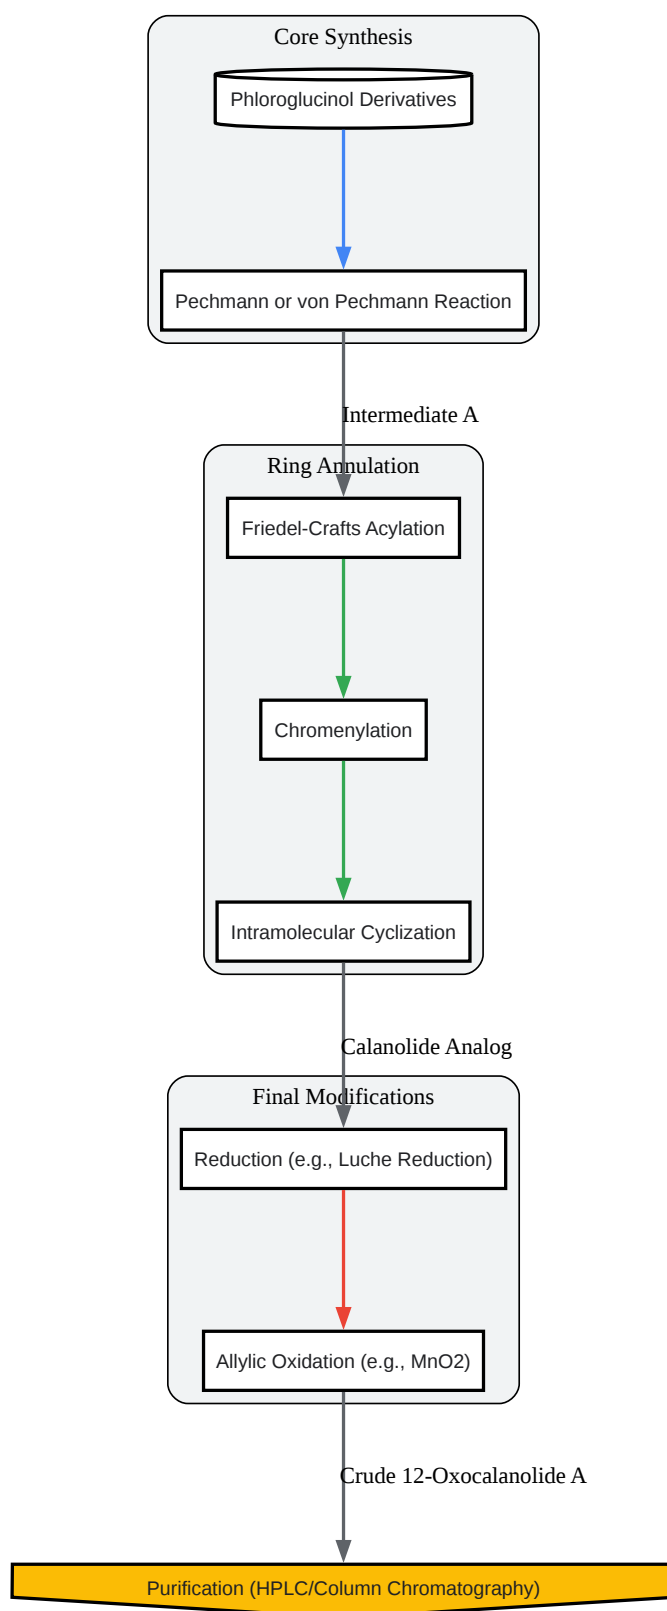 Core Synthesis
Phloroglucinol Derivatives
Pechmann or von Pechmann Reaction
Intermediate A
Ring Annulation
Friedel-Crafts Acylation
Chromenylation
Intramolecular Cyclization
Calanolide Analog
Final Modifications
Reduction (e.g., Luche Reduction)
Allylic Oxidation (e.g., MnO2)
Crude 12-Oxocalanolide A
Purification (HPLC/Column Chromatography)